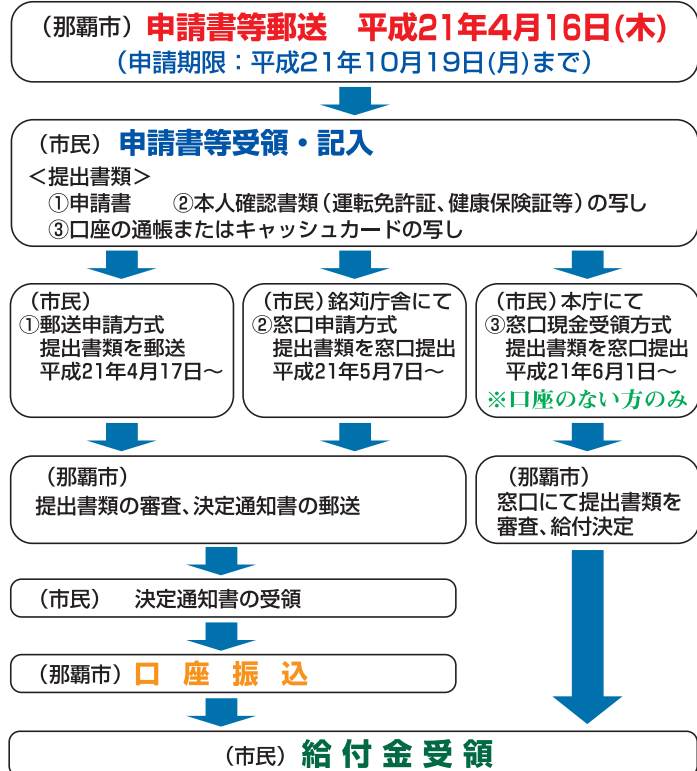 （那覇市）申請書等郵送　平成21年4月16日(木)
（申請期限：平成21年10月19日(月)まで）
（市民）申請書等受領・記入
＜提出書類＞
①申請書　　②本人確認書類（運転免許証、健康保険証等）の写し
③口座の通帳またはキャッシュカードの写し
（市民）
①郵送申請方式
提出書類を郵送
平成21年4月17日～
（市民）銘苅庁舎にて
②窓口申請方式
提出書類を窓口提出
平成21年5月7日～
（市民）本庁にて
③窓口現金受領方式
提出書類を窓口提出
平成21年6月1日～
※口座のない方のみ
（那覇市）
提出書類の審査、決定通知書の郵送
（那覇市）
窓口にて提出書類を
審査、給付決定
（市民）　決定通知書の受領
（那覇市）口　座　振　込
（市民）給 付 金 受 領